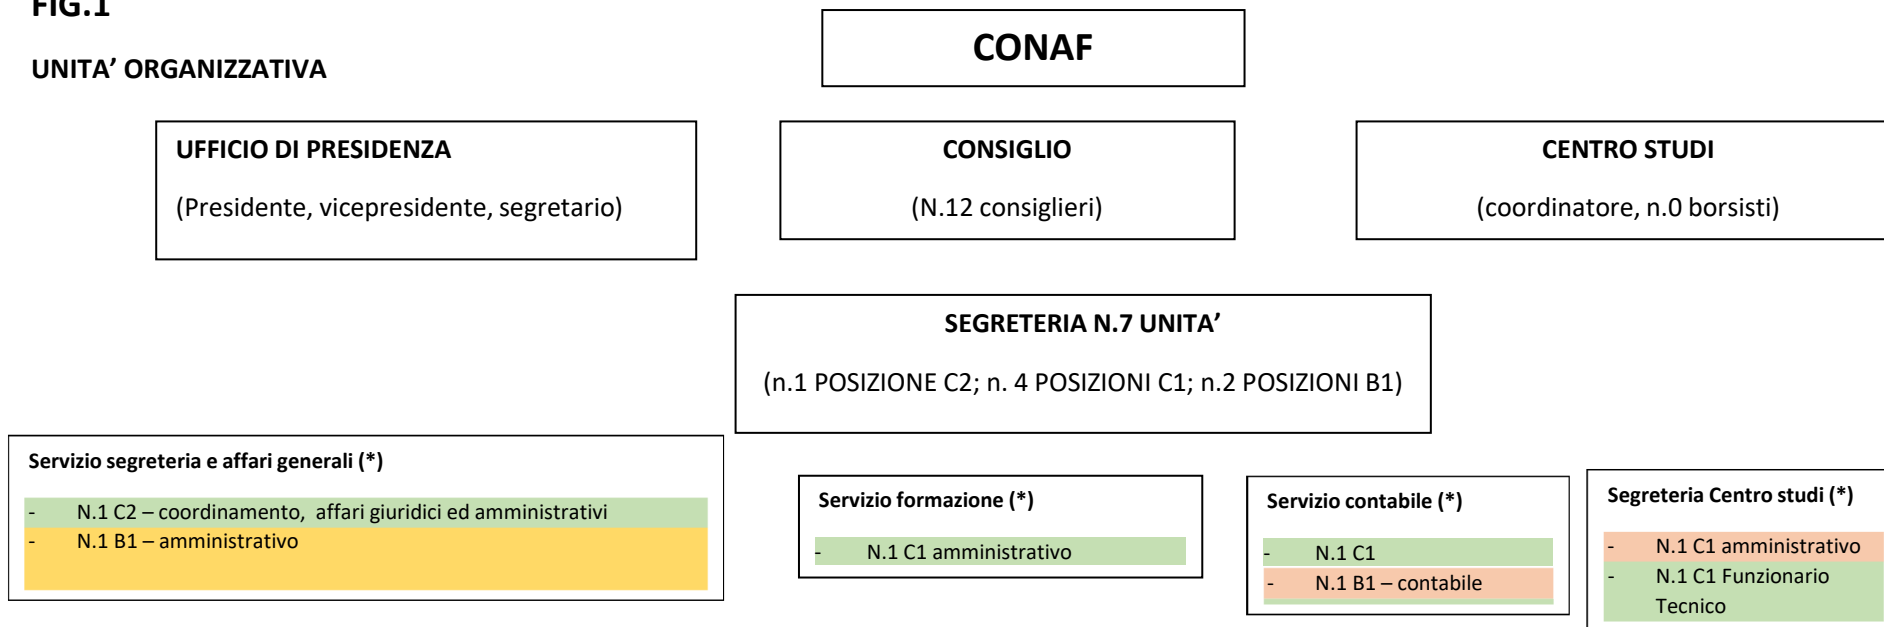 FIG.1
UNITA’ ORGANIZZATIVA
CONAF
UFFICIO DI PRESIDENZA
(Presidente, vicepresidente, segretario)
CONSIGLIO
(N.12 consiglieri)
CENTRO STUDI
(coordinatore, n.0 borsisti)
SEGRETERIA N.7 UNITA’
(n.1 POSIZIONE C2; n. 4 POSIZIONI C1; n.2 POSIZIONI B1)
Servizio segreteria e affari generali (*)
- N.1 C2 – coordinamento, affari giuridici ed amministrativi
- N.1 B1 – amministrativo
Servizio formazione (*)
- N.1 C1 amministrativo
Servizio contabile (*)
- N.1 C1
- N.1 B1 – contabile
Segreteria Centro studi (*)
- N.1 C1 amministrativo
- N.1 C1 Funzionario
Tecnico